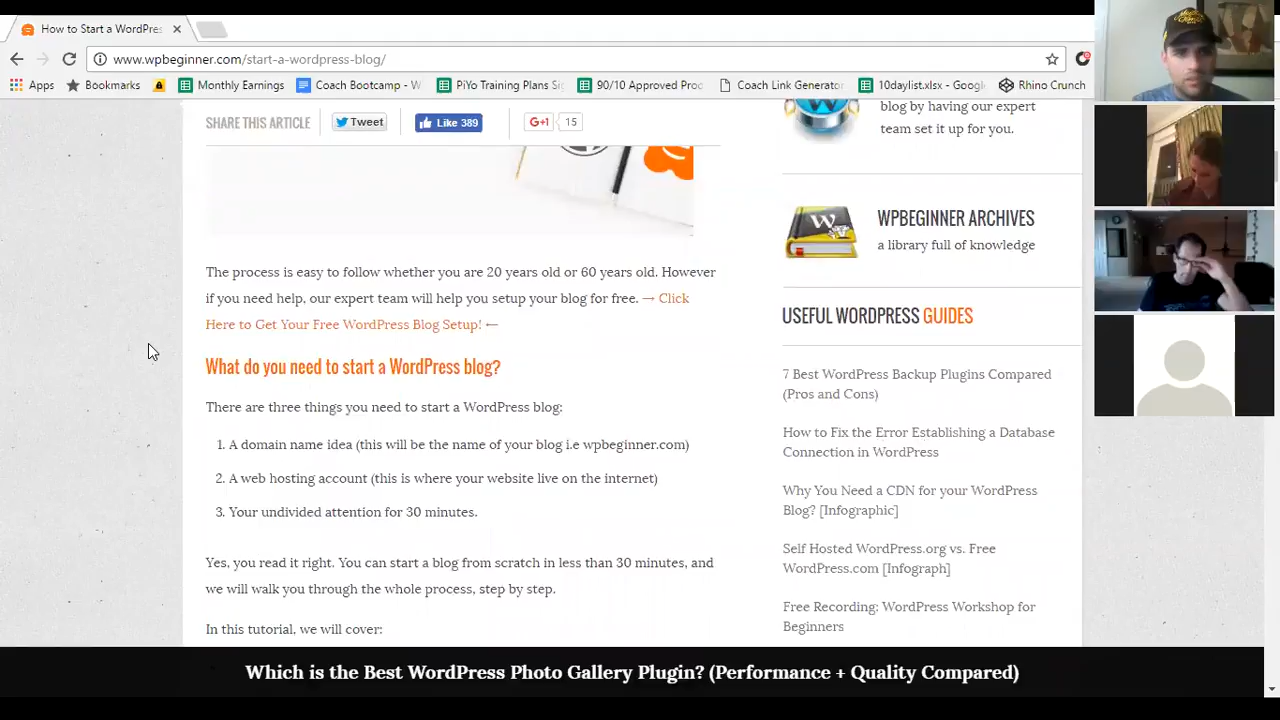 How to Start a WordPres
www.wpbeginner.com/start-a-wordpress-blog/
Apps
Bookmarks
Monthly Earnings
Coach Bootcamp - W
PiYo Training Plans Si
90/10 Approved Pro
Coach Link Generator
10daylist.xlsx - Google
Rhino Crunch
SHARE THIS ARTICLE
Tweet
Like 389
G+1
15
The process is easy to follow whether you are 20 years old or 60 years old. However
if you need help, our expert team will help you setup your blog for free. → Click
Here to Get Your Free WordPress Blog Setup! ←
What do you need to start a WordPress blog?
There are three things you need to start a WordPress blog:
1. A domain name idea (this will be the name of your blog i.e wpbeginner.com)
2. A web hosting account (this is where your website live on the internet)
3. Your undivided attention for 30 minutes.
Yes, you read it right. You can start a blog from scratch in less than 30 minutes, and
we will walk you through the whole process, step by step.
In this tutorial, we will cover:
blog by having our expert
team set it up for you.
WPBEGINNER ARCHIVES
a library full of knowledge
USEFUL WORDPRESS GUIDES
7 Best WordPress Backup Plugins Compared
(Pros and Cons)
How to Fix the Error Establishing a Database
Connection in WordPress
Why You Need a CDN for your WordPress
Blog? [Infographic]
Self Hosted WordPress.org vs. Free
WordPress.com [Infograph]
Free Recording: WordPress Workshop for
Beginners
Which is the Best WordPress Photo Gallery Plugin? (Performance + Quality Compared)